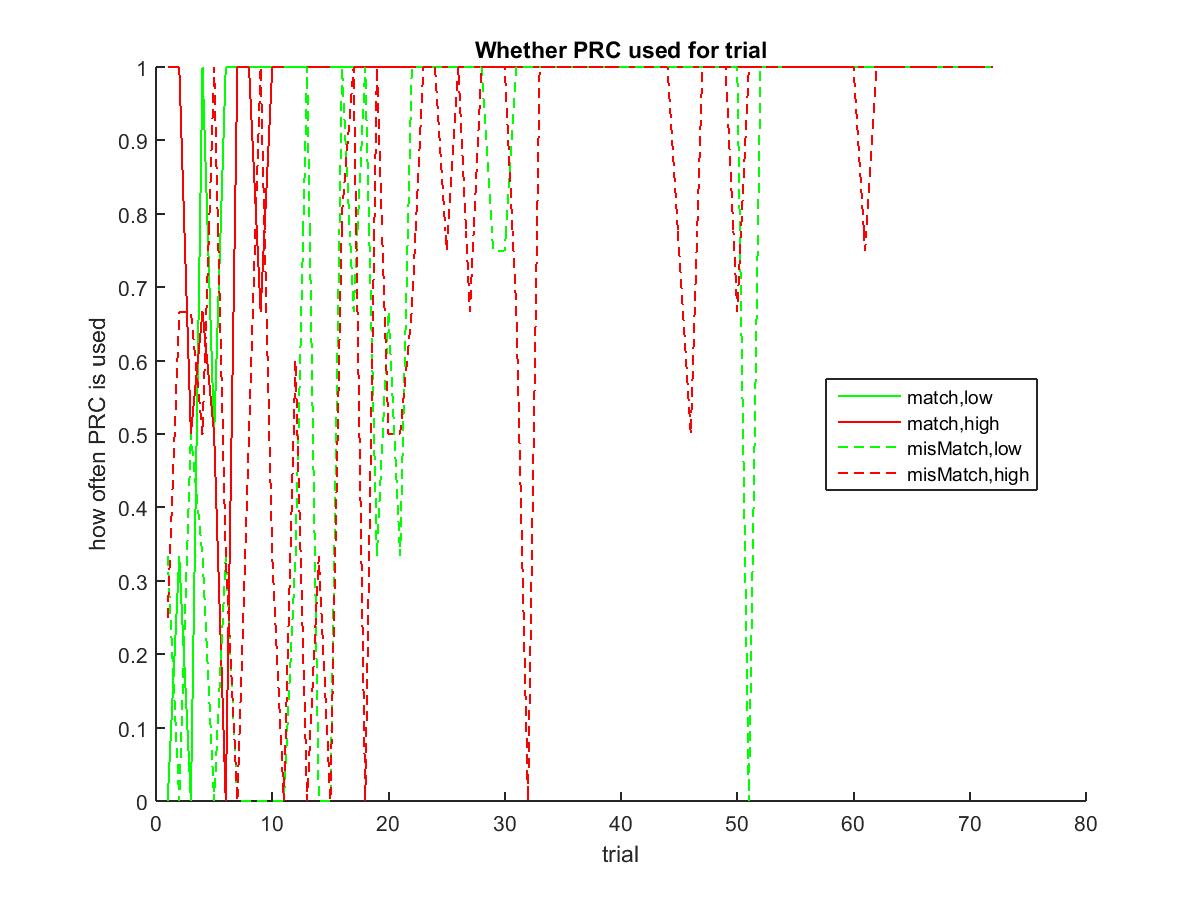 Whether PRC used for trial
1
0.9
0.8
0.7
0.6
0.5
0.4
0.3
0.2
0.1
0
how often PRC is used
match,low
match,high
misMatch,low
misMatch,high
0 10 20 30 40 50 60 70 80
trial